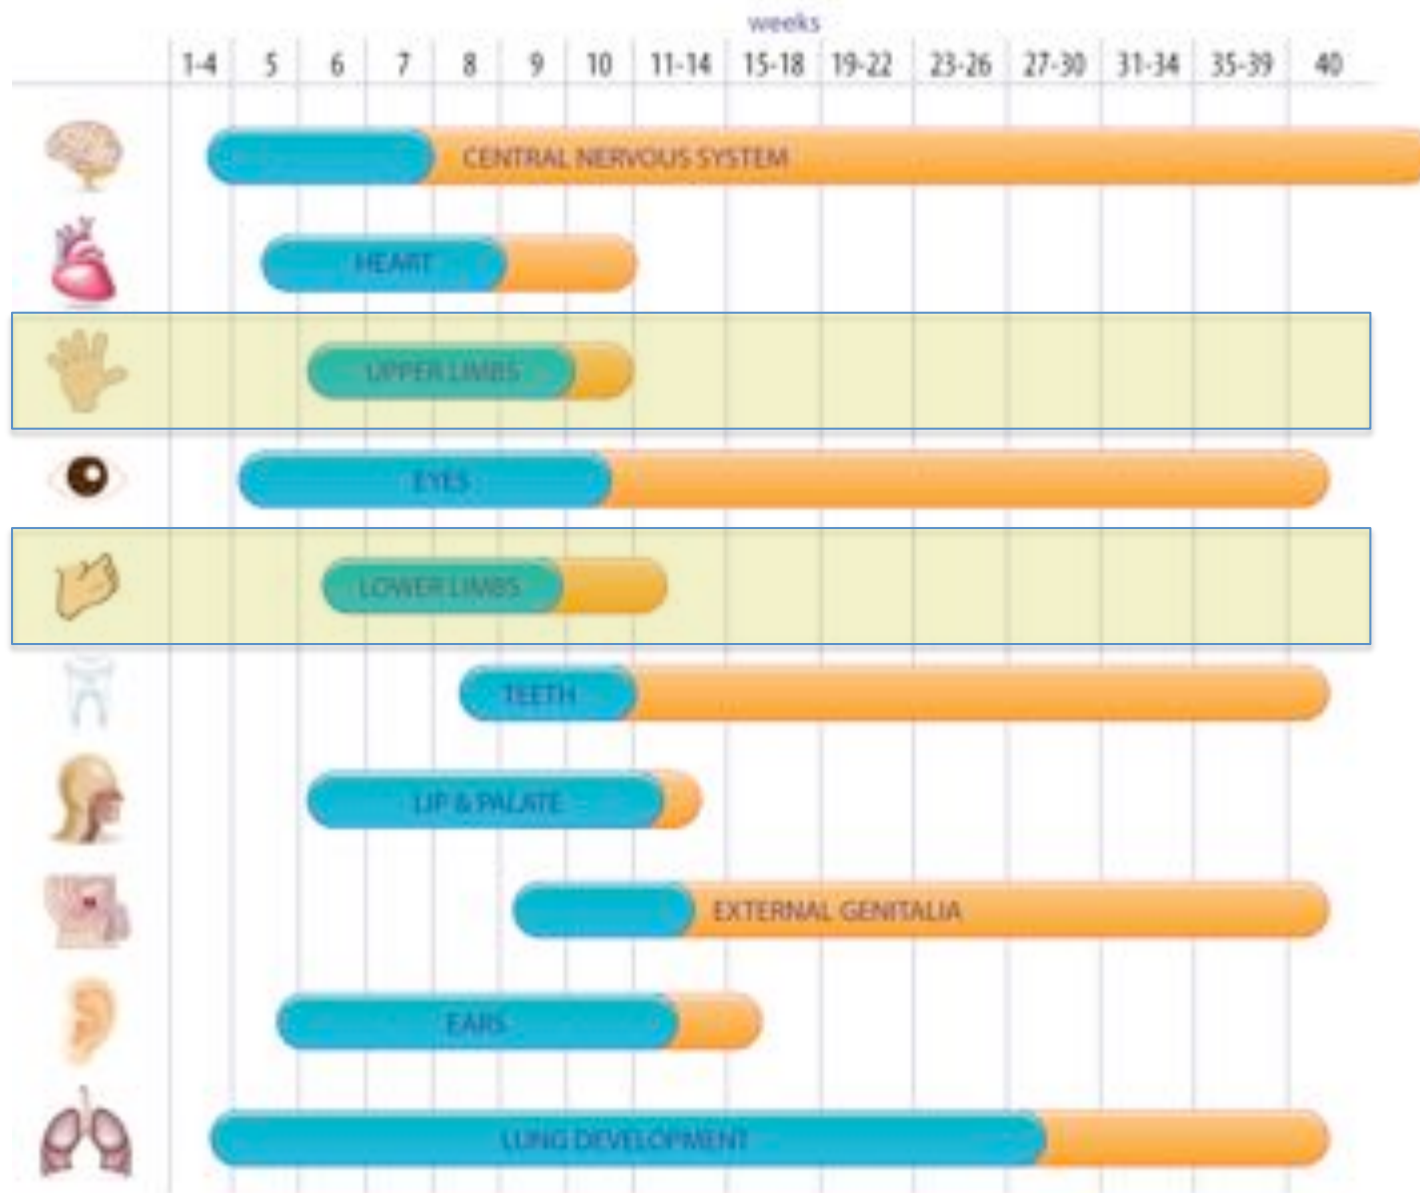 weeks
1-4 5 6 7 8 9 10 11-14 15-18 19-22 23-26 27-30 31-34 35-39 40
CENTRAL NERVOUS SYSTEM
HEART
UPPER LIMBS
EYES
LOWER LIMBS
TEETH
LIP & PALATE
EXTERNAL GENITALIA
EARS
LUNG DEVELOPMENT